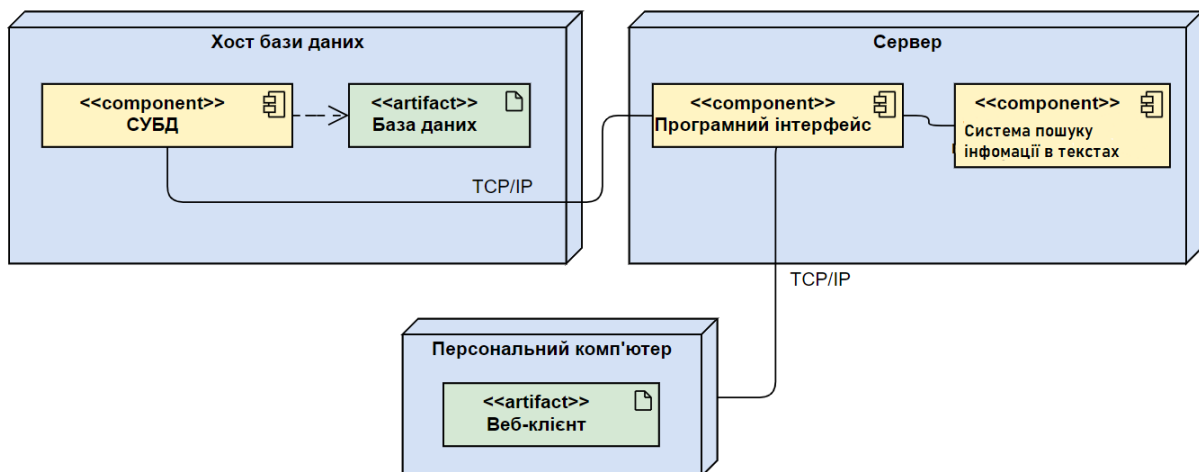 Хост бази даних
<<component>>
СУБД
<<artifact>>
База даних
TCP/IP
Сервер
<<component>>
Програмний інтерфейс
<<component>>
Система пошуку
інфомації в текстах
TCP/IP
Персональний комп'ютер
<<artifact>>
Веб-клієнт